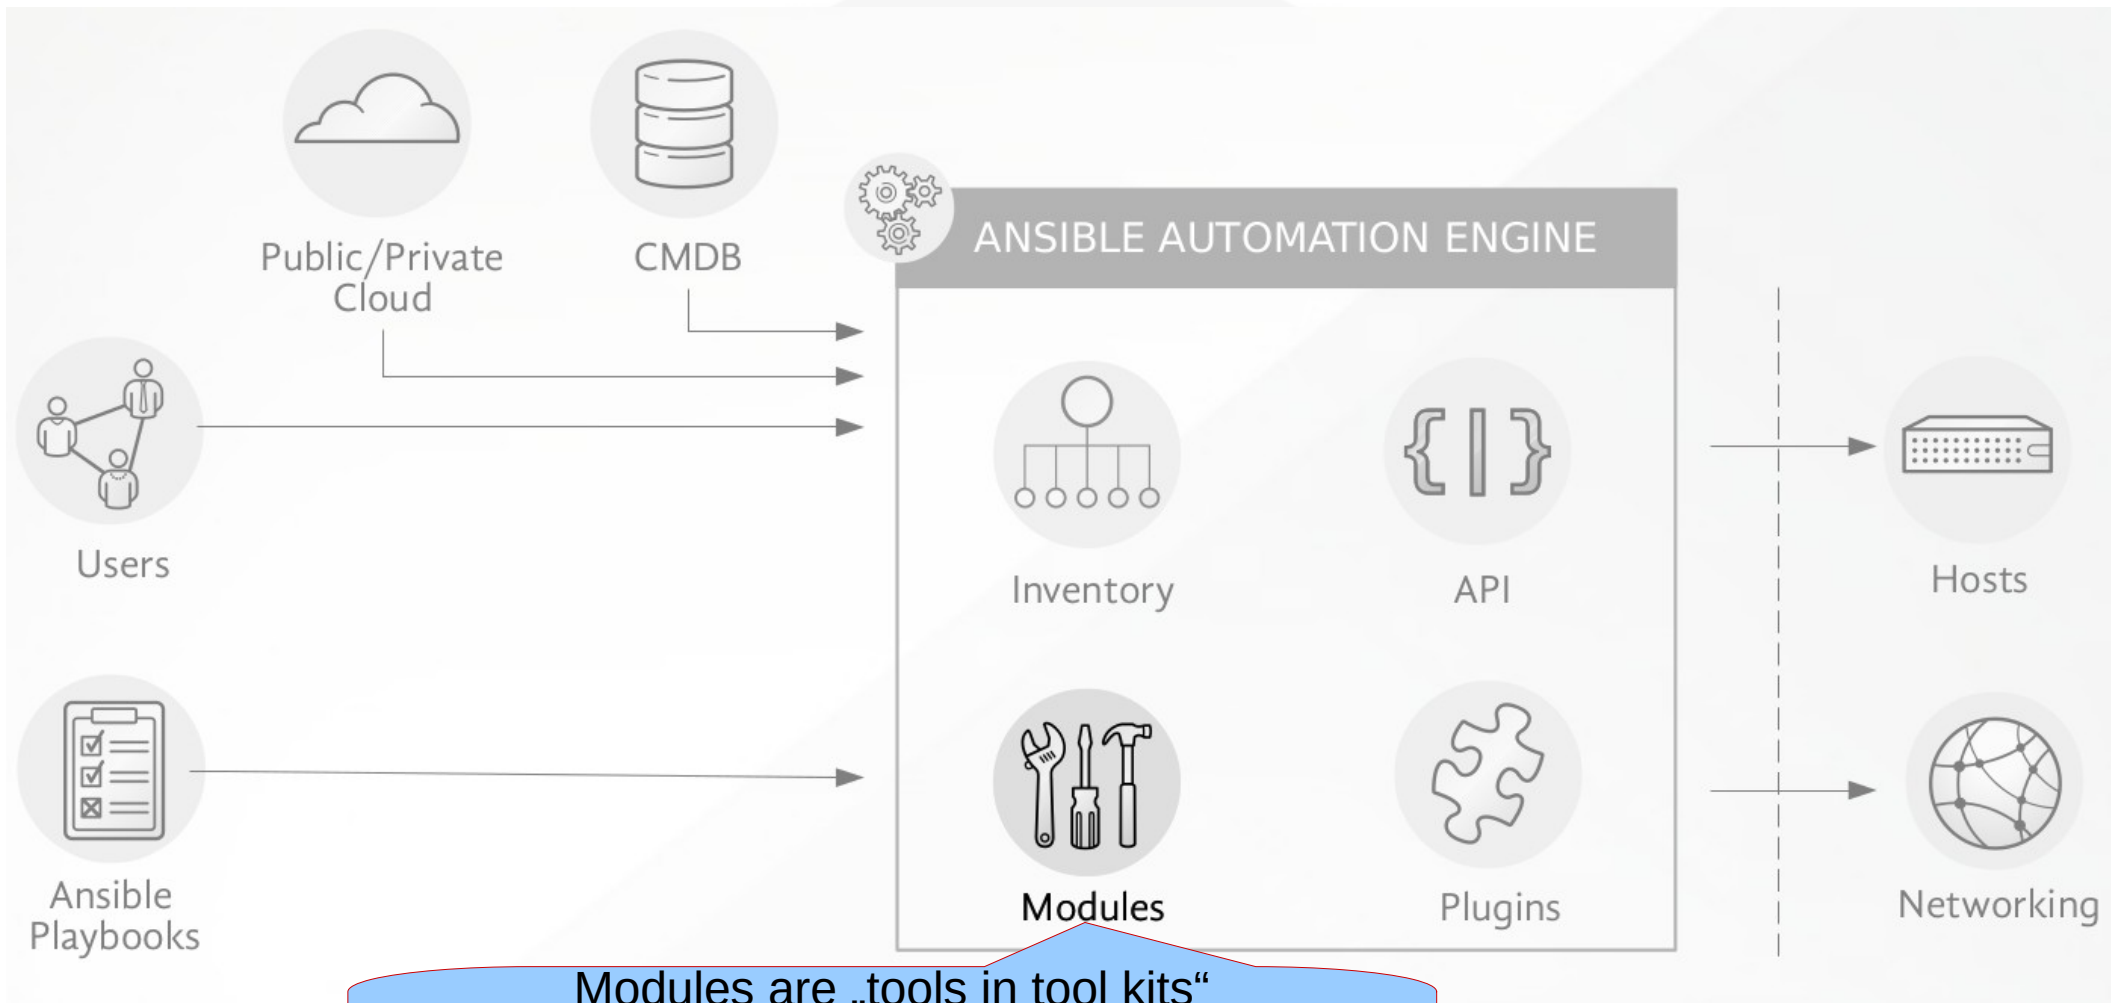 Public/Private
Cloud
CMDB
ANSIBLE AUTOMATION ENGINE
Users
Inventory
API
Hosts
Ansible
Playbooks
Modules
Plugins
Networking
Modules are „tools in tool kits“